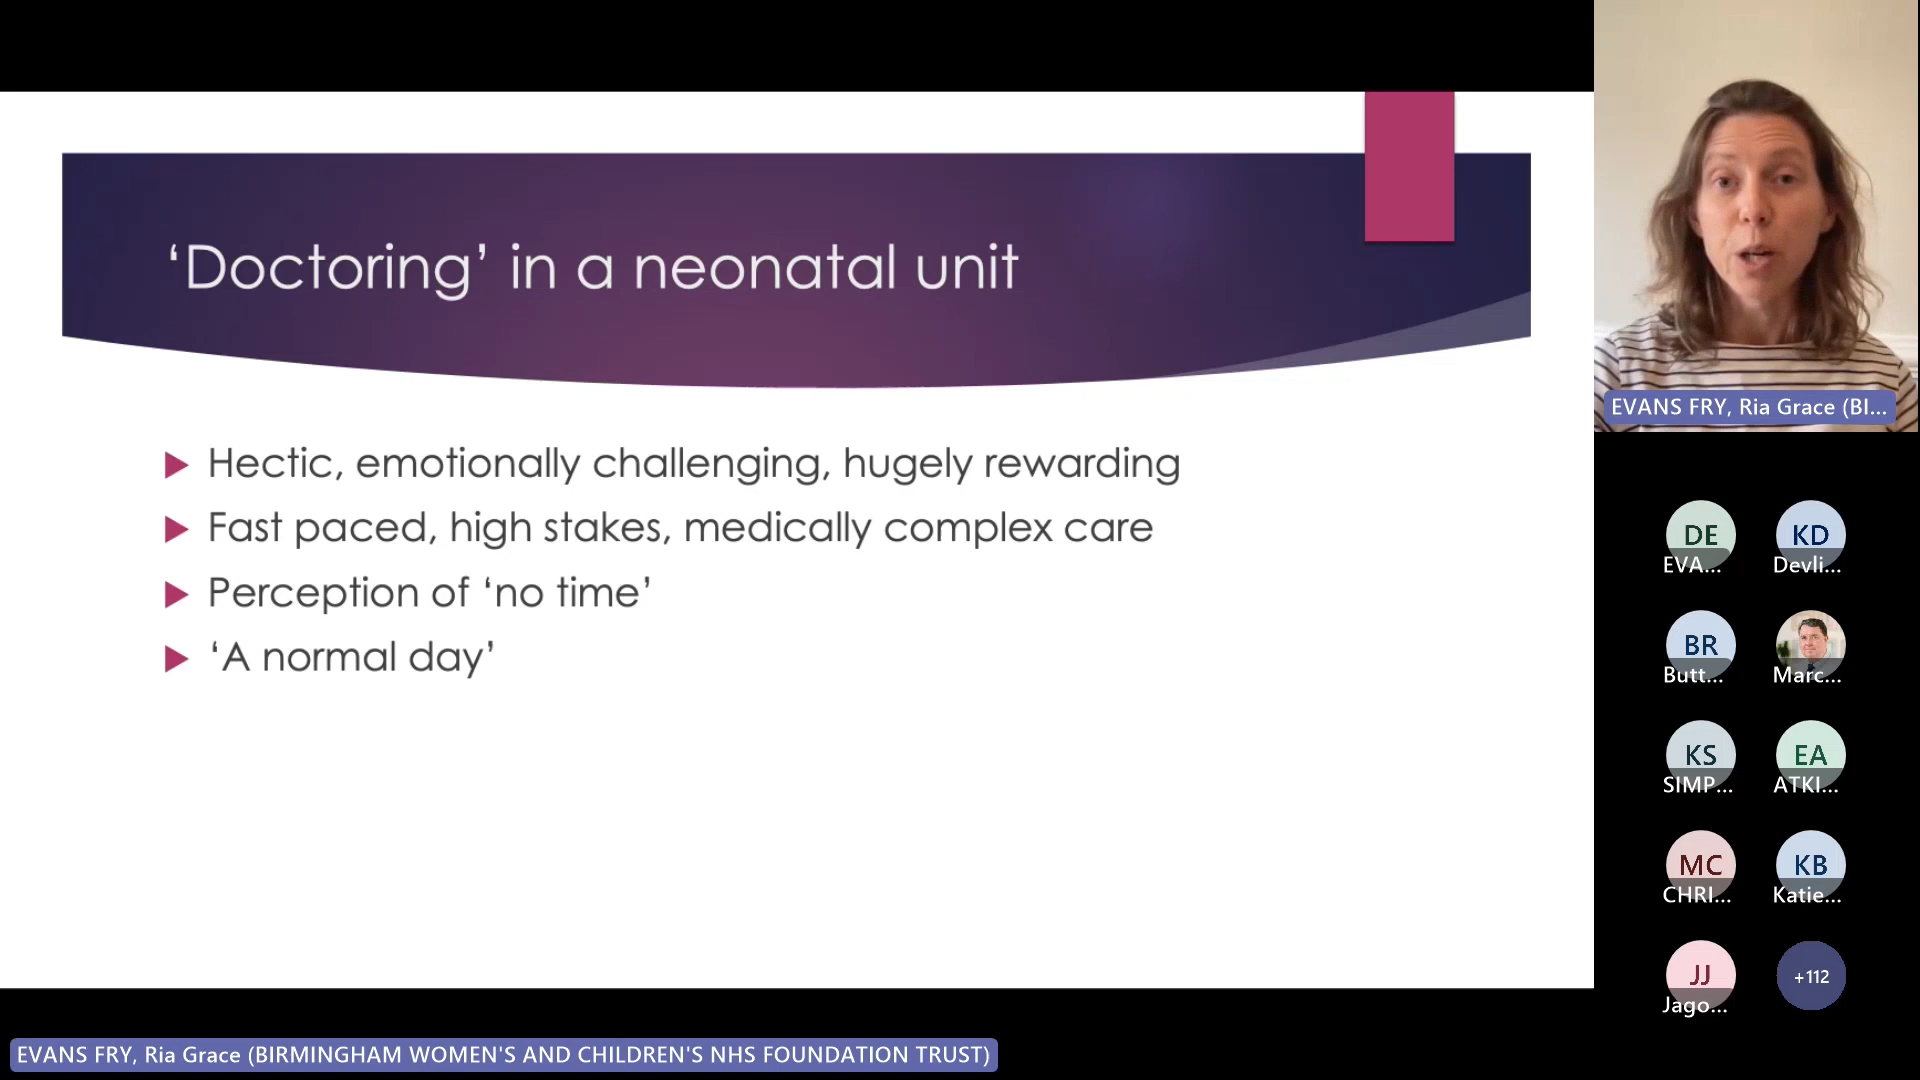 ‘Doctoring’ in a neonatal unit
Hectic, emotionally challenging, hugely rewarding
Fast paced, high stakes, medically complex care
Perception of ‘no time’
‘A normal day’
EVANS FRY, Ria Grace (BI...
DE
EVA...
KD
Devli...
BR
Butt...
Marc...
KS
SIMP...
EA
ATKI...
MC
CHRI...
KB
Katie...
JJ
Jago...
+112
EVANS FRY, Ria Grace (BIRMINGHAM WOMEN'S AND CHILDREN'S NHS FOUNDATION TRUST)